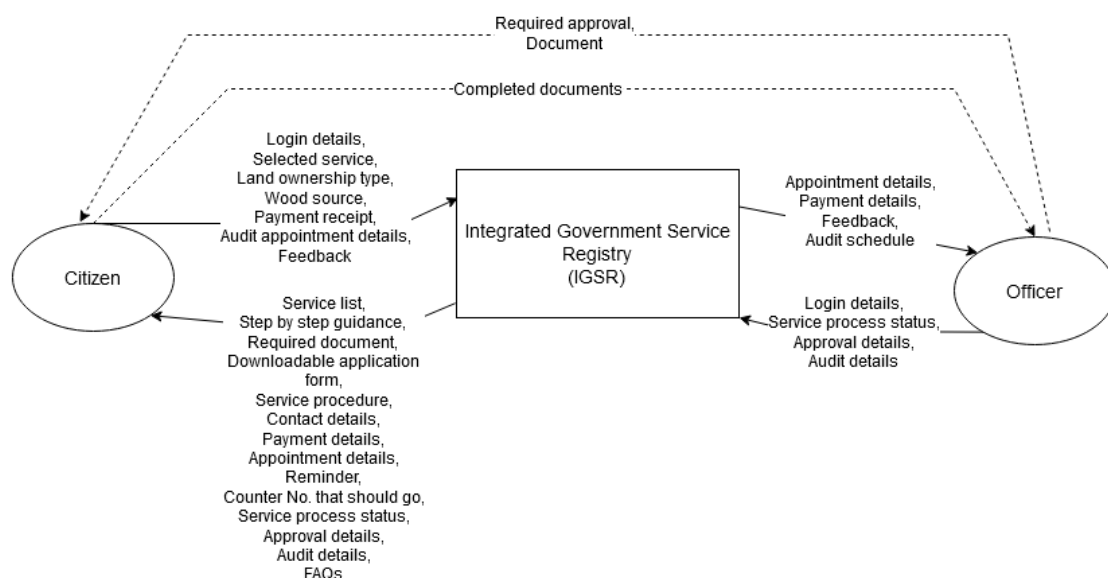 Required approval,
Document
Completed documents
Login details,
Selected service,
Land ownership type,
Wood source,
Payment receipt,
Audit appointment details,
Feedback
Integrated Government Service
Registry
(IGSR)
Appointment details,
Payment details,
Feedback,
Audit schedule
Citizen
Officer
Service list,
Step by step guidance,
Required document,
Downloadable application
form,
Service procedure,
Contact details,
Payment details,
Appointment details,
Reminder,
Counter No. that should go,
Service process status,
Approval details,
Audit details,
FAQs
Login details,
Service process status,
Approval details,
Audit details